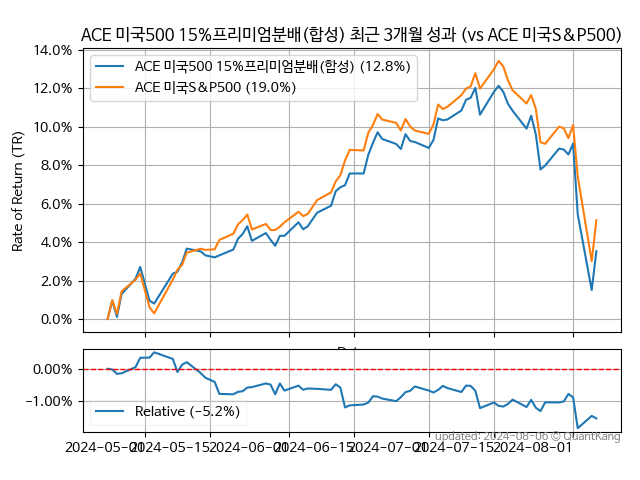 ACE 미국500 15%프리미엄분배(합성) 최근 3개월 성과 (vs ACE 미국S&P500)
14.0%
12.0%
10.0%
8.0%
6.0%
4.0%
2.0%
0.0%
Rate of Return (TR)
ACE 미국500 15%프리미엄분배(합성) (12.8%)
ACE 미국S&P500 (19.0%)
0.00%
−1.00%
Relative (−5.2%)
2024-05-01
2024-05-15
2024-06-01
2024-06-15
2024-07-01
2024-07-15
2024-08-01
updated: 2024-08-06 © QuantKang